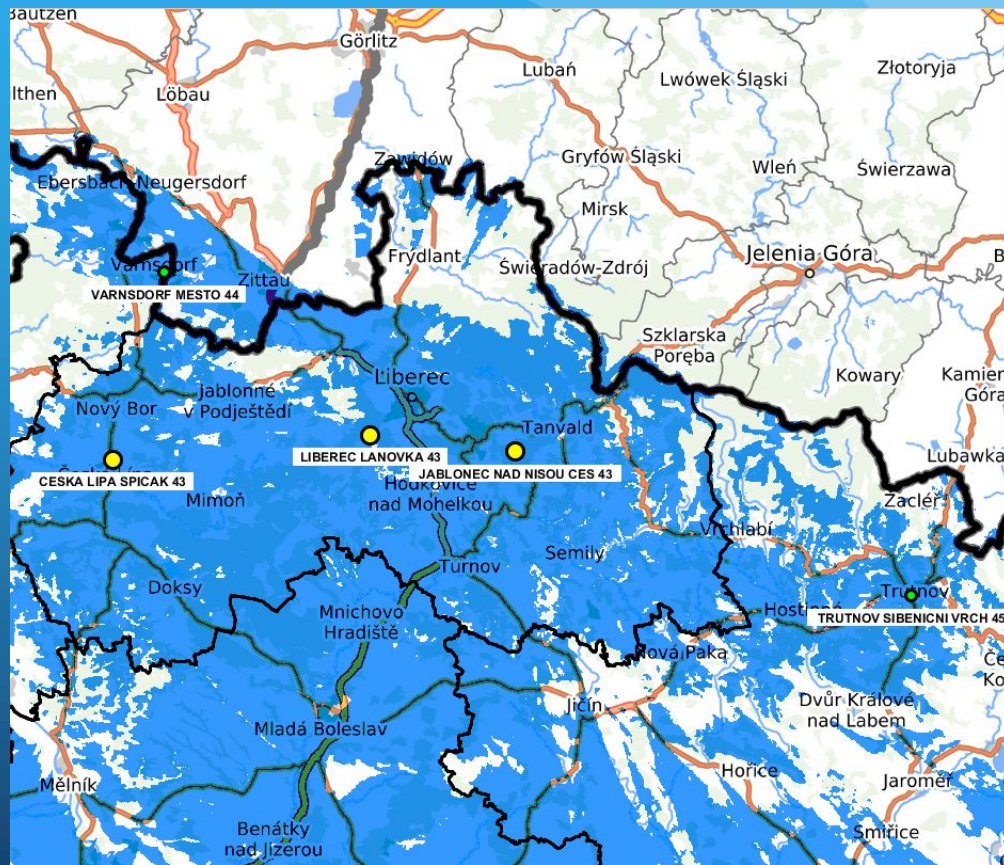 Bautzen
Görlitz
Lubań
Lwówek Śląski
Złotoryja
Löbau
Zawidów
Gryfów Śląski
Wleń
Świerzawa
Ebersbach-Neugersdorf
Mirsk
Frydlant
Jelenia Góra
Varnsdorf
Zittau
Świeradów-Zdrój
VARNSDORF MESTO 44
Szklarska
Poręba
Kowary
Liberec
Jablonné
v Podještědí
Nový Bor
Tanvald
LIBEREC LANOVKA 43
JABLONEC NAD NISOU CES 43
CESKA LIPA SPICAK 43
Lubawka
Mimoň
Hodkovice
nad Mohelkou
Žacléř
Vrchlabí
Semily
Turnov
Doksy
Trutnov
Mnichovo
Hradiště
Hostinné
TRUTNOV SIBENICNI VRCH 45
Nová Paka
Jičín
Dvůr Králové
nad Labem
Mladá Boleslav
Hořice
Mělník
Jaroměř
Benátky
nad Jizerou
Smiřice